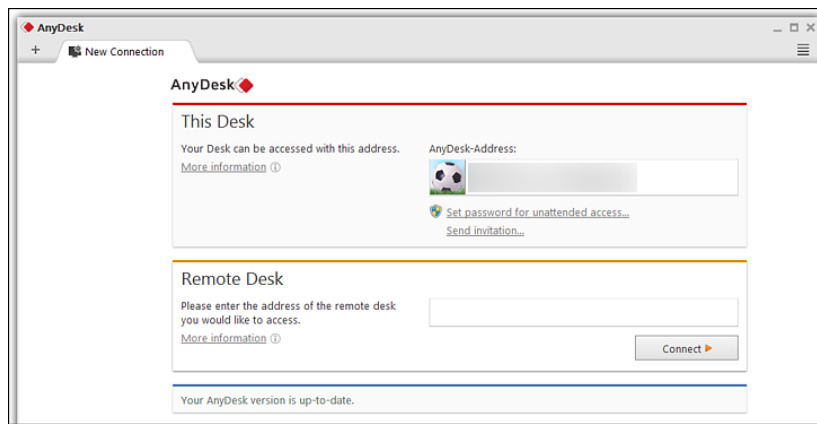 AnyDesk
+ New Connection
AnyDesk
This Desk
Your Desk can be accessed with this address.
More information
AnyDesk-Address:
Set password for unattended access...
Send invitation...
Remote Desk
Please enter the address of the remote desk
you would like to access.
More information
Connect
Your AnyDesk version is up-to-date.